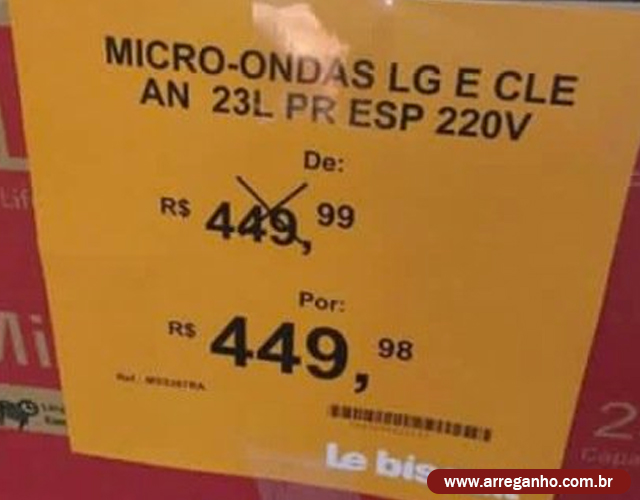 MICRO-ONDAS LG E CLE
AN 23L PR ESP 220V
De:
R$ 449,99
Por:
R$ 449,98
Ref.:
Le bis
www.arreganho.com.br